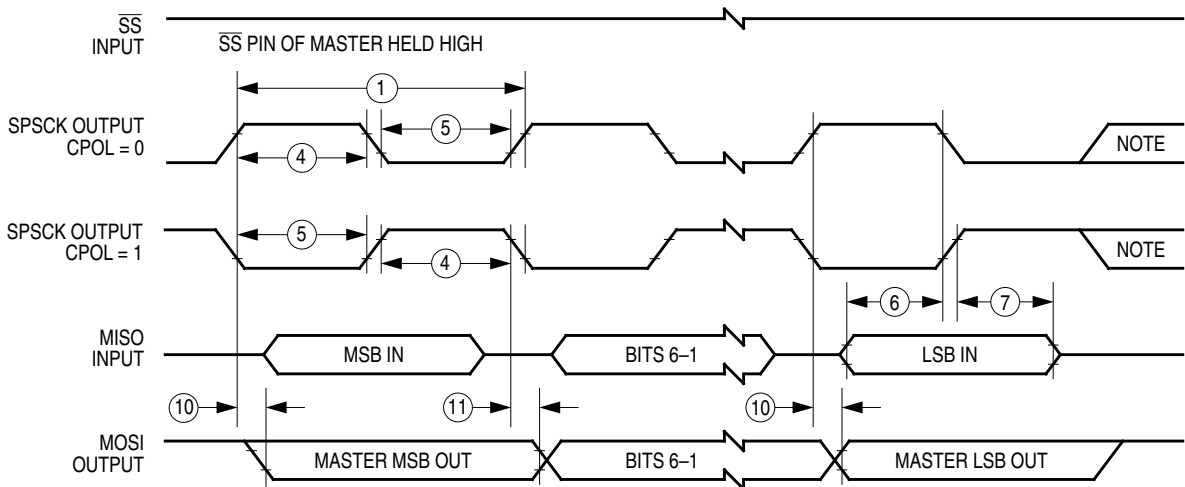 SS
INPUT
SS PIN OF MASTER HELD HIGH
1
SPSCK OUTPUT
CPOL = 0
5
4
NOTE
SPSCK OUTPUT
CPOL = 1
5
4
NOTE
6
7
MISO
INPUT
MSB IN
BITS 6–1
LSB IN
10
11
10
MOSI
OUTPUT
MASTER MSB OUT
BITS 6–1
MASTER LSB OUT